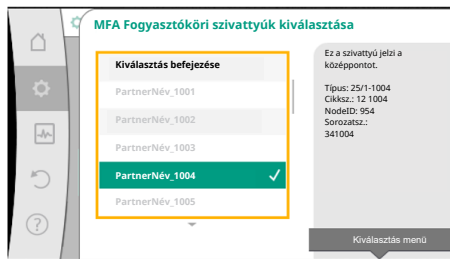 MFA Fogyasztóköri szivattyúk kiválasztása
Kiválasztás befejezése
PartnerNév_1001
PartnerNév_1002
PartnerNév_1003
PartnerNév_1004
PartnerNév_1005
Ez a szivattyú jelzi a
középpontot.
Típus: 25/1-1004
Cikksz.: 12 1004
NodeID: 954
Sorozatsz.:
341004
Kiválasztás menü